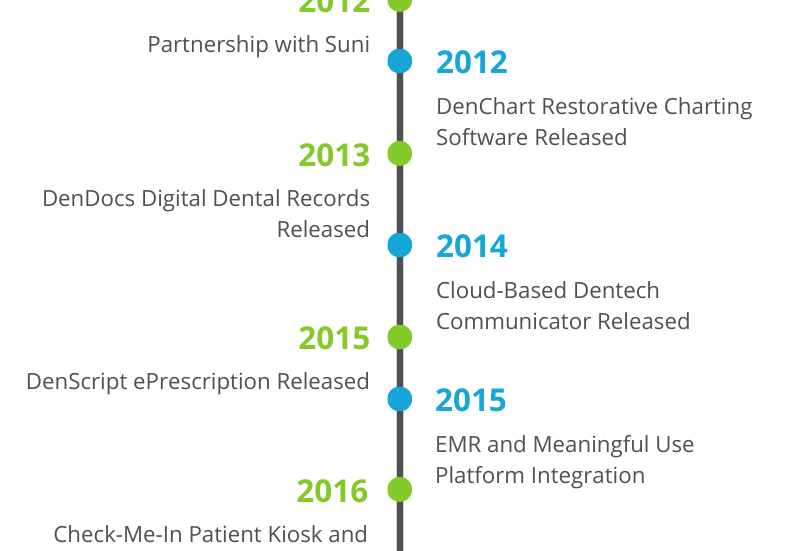 2012
Partnership with Suni
2012
DenChart Restorative Charting
Software Released
2013
DenDocs Digital Dental Records
Released
2014
Cloud-Based Dentech
Communicator Released
2015
DenScript ePrescription Released
2015
EMR and Meaningful Use
Platform Integration
2016
Check-Me-In Patient Kiosk and